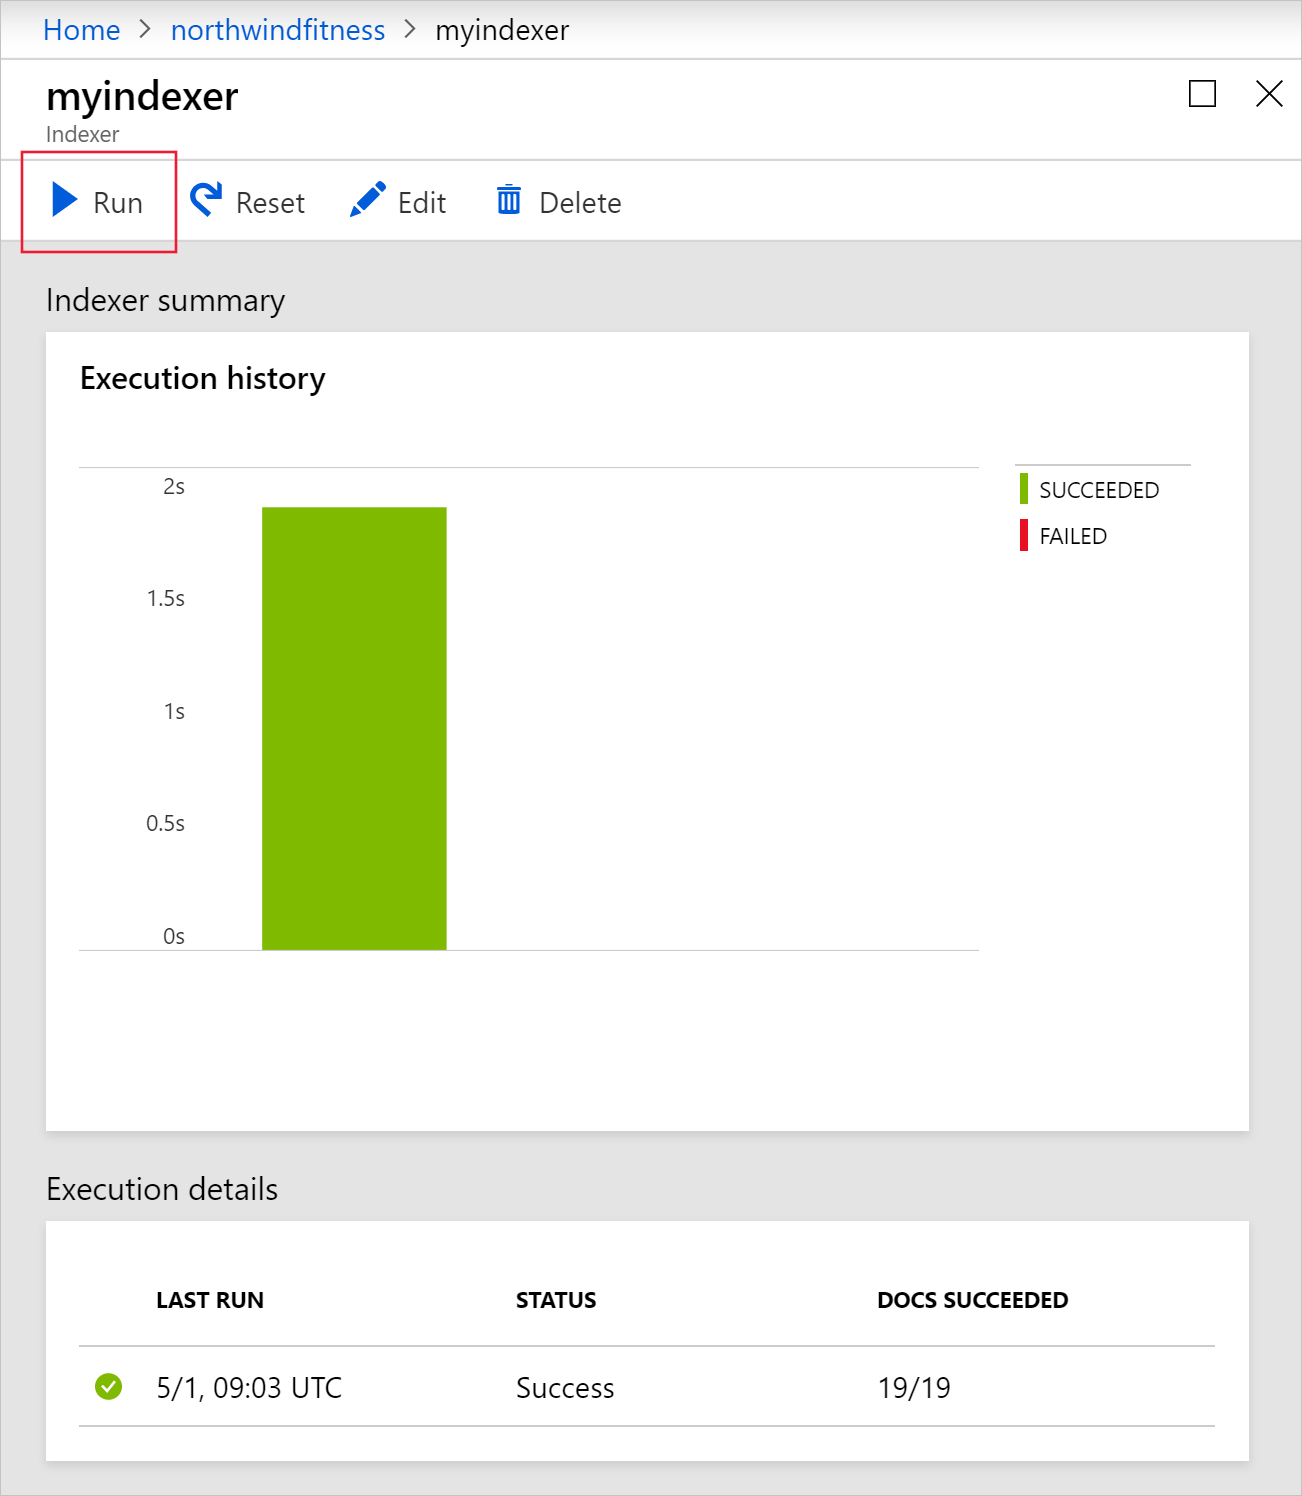 Home > northwindfitness > myindexer
myindexer
Indexer
Run Reset Edit Delete
Indexer summary
Execution history
2s
1.5s
1s
0.5s
0s
SUCCEEDED
FAILED
Execution details
LAST RUN STATUS DOCS SUCCEEDED
5/1, 09:03 UTC Success 19/19